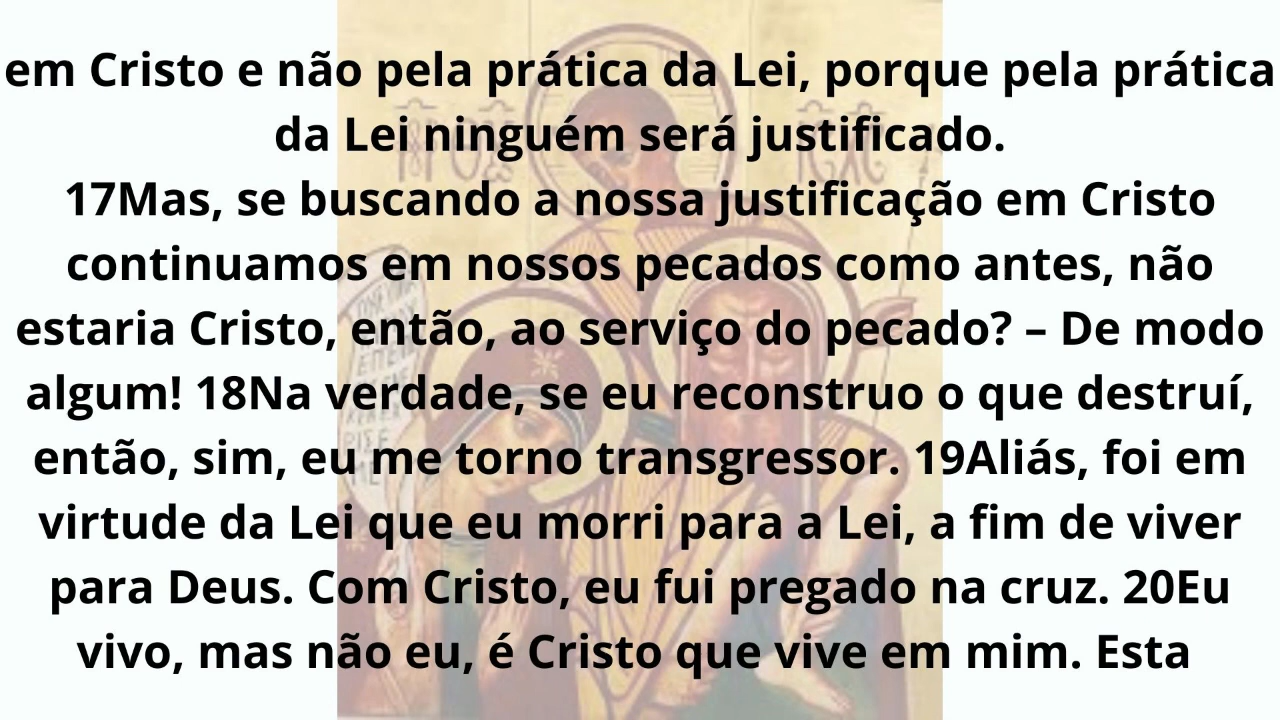 em Cristo e não pela prática da Lei, porque pela prática
da Lei ninguém será justificado.
17Mas, se buscando a nossa justificação em Cristo
continuamos em nossos pecados como antes, não
estaria Cristo, então, ao serviço do pecado? – De modo
algum! 18Na verdade, se eu reconstruo o que destruí,
então, sim, eu me torno transgressor. 19Aliás, foi em
virtude da Lei que eu morri para a Lei, a fim de viver
para Deus. Com Cristo, eu fui pregado na cruz. 20Eu
vivo, mas não eu, é Cristo que vive em mim. Esta